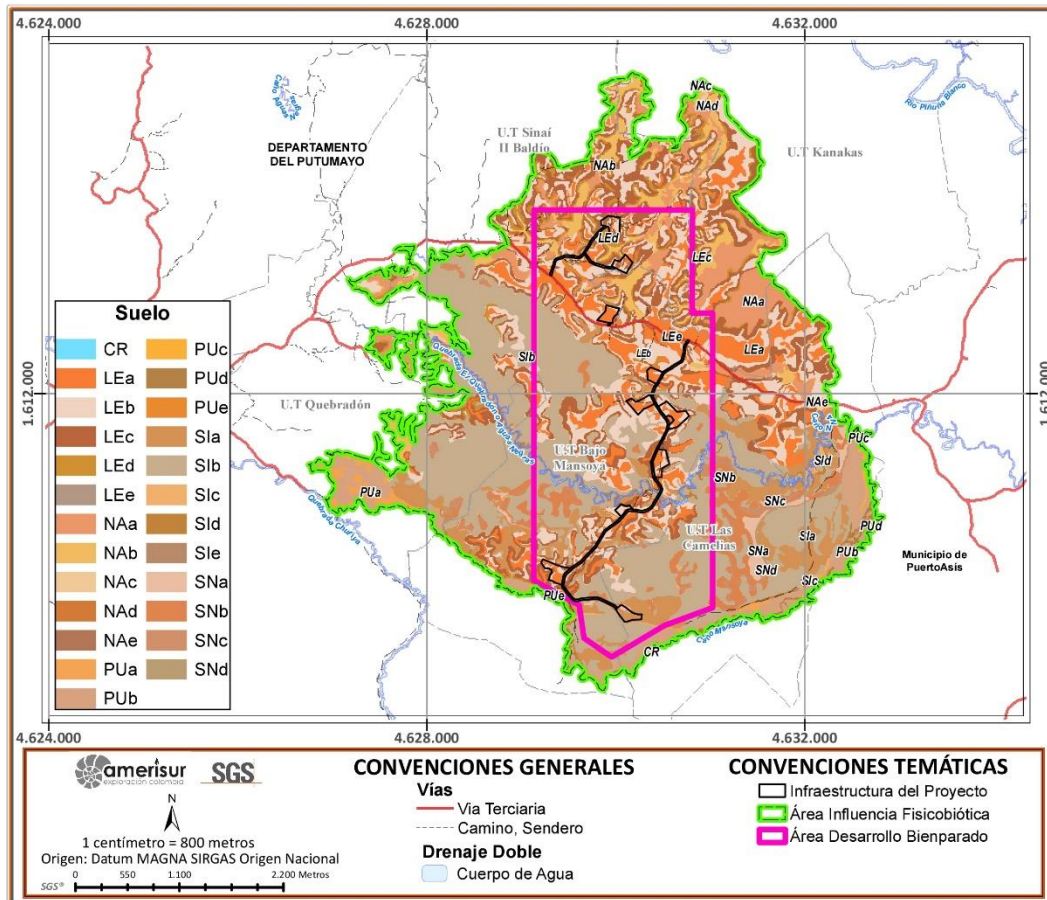 4.624.000
4.628.000
4.632.000
1.612.000
1.612.000
DEPARTAMENTO
DEL PUTUMAYO
U.T Sinaí
II Baldío
U.T Kanakas
Río Piñuña Blanco
NAc
NAd
NAb
LEd
LEc
NAa
LEe
LEb
LEa
SIb
U.T Quebradón
NAe
PUc
SId
U.T Bajo
Mansoyá
SNb
PUa
SNc
U.T Las
Camelias
SIa
PUd
SNa
PUb
SNd
SIc
PUe
CR
Caño Mansoya
Municipio de
PuertoAsís
Suelo
CR
LEa
LEb
LEc
LEd
LEe
NAa
NAb
NAc
NAd
NAe
PUa
PUb
PUc
PUd
PUe
SIa
SIb
SIc
SId
SIe
SNa
SNb
SNc
SNd
4.624.000
4.628.000
4.632.000
amerisur
exploración colombia
SGS
N
1 centímetro = 800 metros
Origen: Datum MAGNA SIRGAS Origen Nacional
SGS®
0 550 1.100 2.200 Metros
CONVENCIONES GENERALES
Vías
Via Terciaria
Camino, Sendero
Drenaje Doble
Cuerpo de Agua
CONVENCIONES TEMÁTICAS
Infraestructura del Proyecto
Área Influencia Fisicobiótica
Área Desarrollo Bienparado